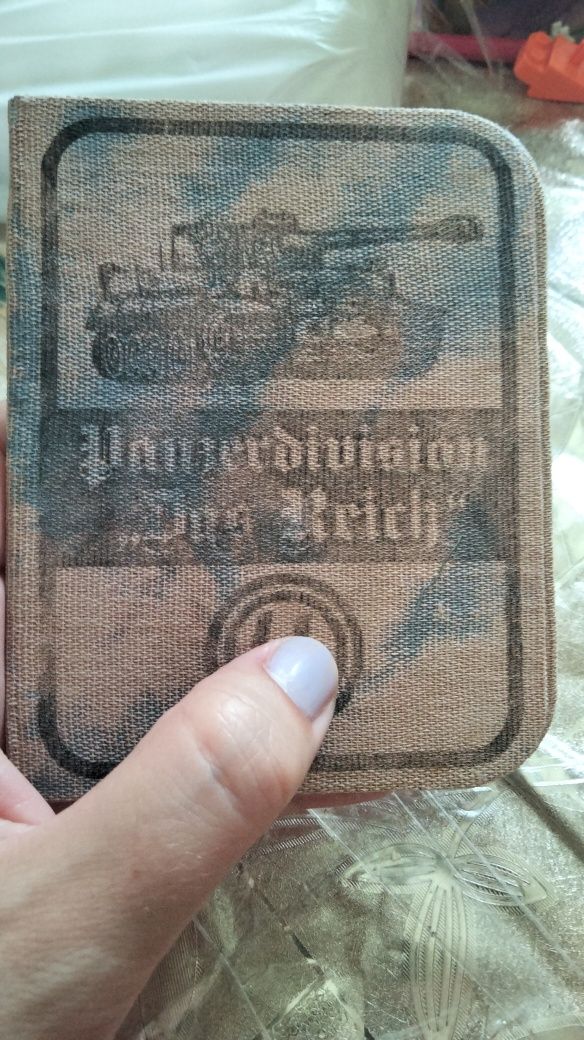 Panzerdivision
„Das Reich“